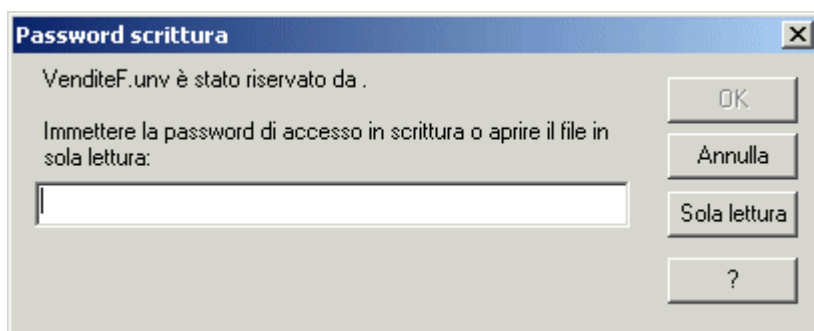 Password scrittura
VenditeF.unv è stato riservato da .
Immettere la password di accesso in scrittura o aprire il file in
sola lettura:
OK
Annulla
Sola lettura
?